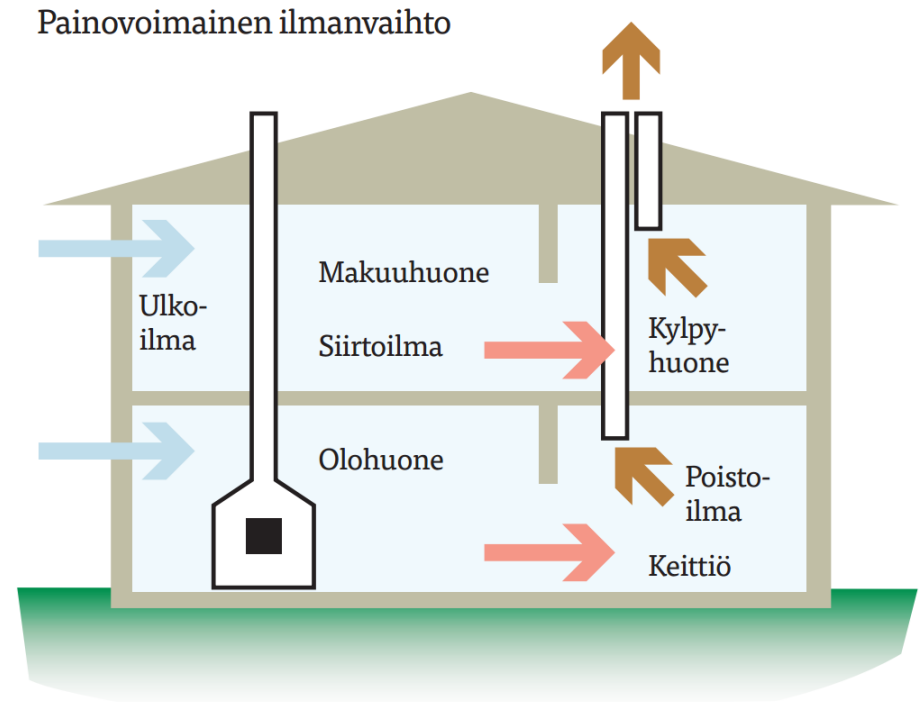 Painovoimainen ilmanvaihto
Makuuhuone
Ulko-
ilma
Siirtoilma
Kylpy-
huone
Olohuone
Poisto-
ilma
Keittiö